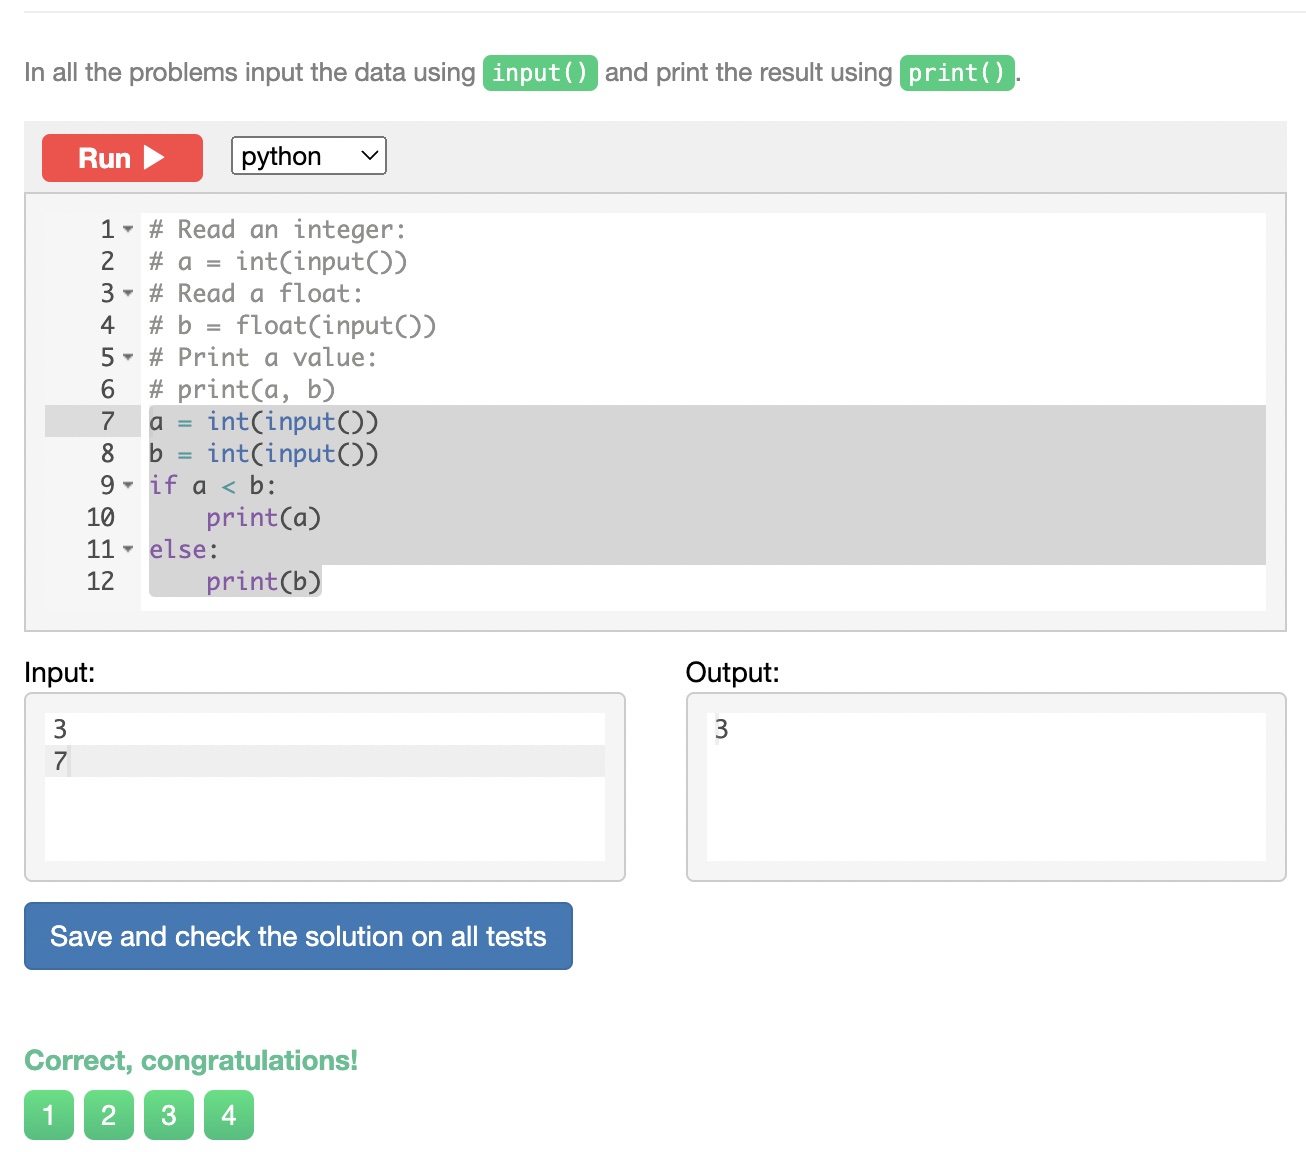 In all the problems input the data using input() and print the result using print().
Run
python
1 # Read an integer:
2 # a = int(input())
3 # Read a float:
4 # b = float(input())
5 # Print a value:
6 # print(a, b)
7 a = int(input())
8 b = int(input())
9 if a < b:
10     print(a)
11 else:
12     print(b)
Input:
3
7
Output:
3
Save and check the solution on all tests
Correct, congratulations!
1 2 3 4